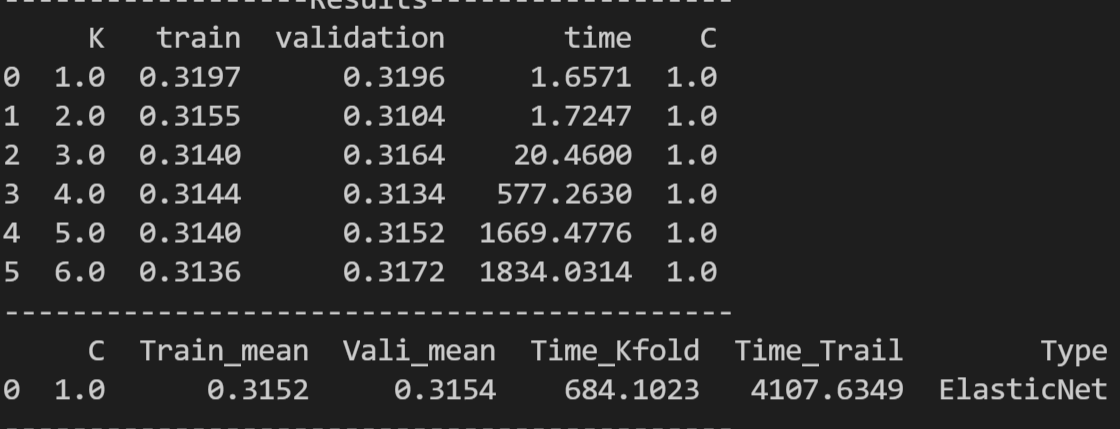 ------------------Results------------------
K train validation time C
0 1.0 0.3197 0.3196 1.6571 1.0
1 2.0 0.3155 0.3104 1.7247 1.0
2 3.0 0.3140 0.3164 20.4600 1.0
3 4.0 0.3144 0.3134 577.2630 1.0
4 5.0 0.3140 0.3152 1669.4776 1.0
5 6.0 0.3136 0.3172 1834.0314 1.0
-------------------------------------------
C Train_mean Vali_mean Time_Kfold Time_Trail Type
0 1.0 0.3152 0.3154 684.1023 4107.6349 ElasticNet
-------------------------------------------